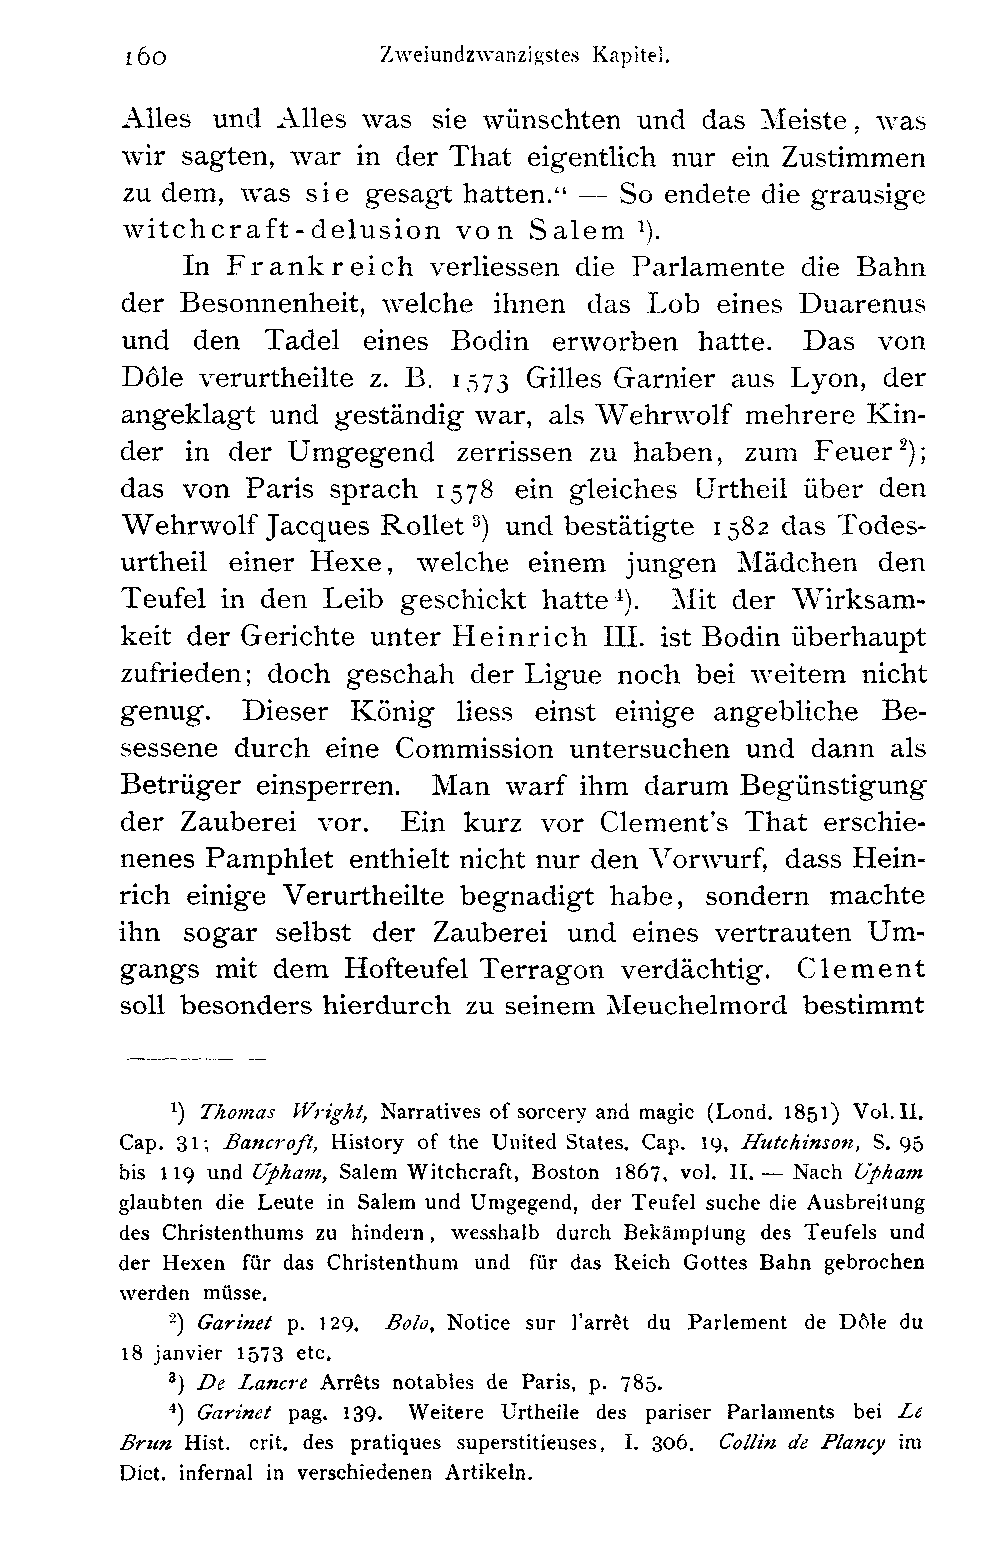 160 Zweiundzwanzigstes Kapitel.
Alles und Alles was sie wünschten und das Meiste, was
wir sagten, war in der That eigentlich nur ein Zustimmen
zu dem, was sie gesagt hatten.“ — So endete die grausige
witchcraft-delusion von Salem ¹).
In Frankreich verliessen die Parlamente die Bahn
der Besonnenheit, welche ihnen das Lob eines Duarenus
und den Tadel eines Bodin erworben hatte. Das von
Dôle verurtheilte z. B. 1573 Gilles Garnier aus Lyon, der
angeklagt und geständig war, als Wehrwolf mehrere Kin-
der in der Umgegend zerrissen zu haben, zum Feuer ²);
das von Paris sprach 1578 ein gleiches Urtheil über den
Wehrwolf Jacques Rollet ³) und bestätigte 1582 das Todes-
urtheil einer Hexe, welche einem jungen Mädchen den
Teufel in den Leib geschickt hatte ⁴). Mit der Wirksam-
keit der Gerichte unter Heinrich III. ist Bodin überhaupt
zufrieden; doch geschah der Ligue noch bei weitem nicht
genug. Dieser König liess einst einige angebliche Be-
sessene durch eine Commission untersuchen und dann als
Betrüger einsperren. Man warf ihm darum Begünstigung
der Zauberei vor. Ein kurz vor Clement's That erschie-
nenes Pamphlet enthielt nicht nur den Vorwurf, dass Hein-
rich einige Verurtheilte begnadigt habe, sondern machte
ihn sogar selbst der Zauberei und eines vertrauten Um-
gangs mit dem Hofteufel Terragon verdächtig. Clement
soll besonders hierdurch zu seinem Meuchelmord bestimmt
¹) Thomas Wright, Narratives of sorcery and magic (Lond. 1851) Vol. II.
Cap. 31; Bancroft, History of the United States. Cap. 19, Hutchinson, S. 95
bis 119 und Upham, Salem Witchcraft, Boston 1867, vol. II. — Nach Upham
glaubten die Leute in Salem und Umgegend, der Teufel suche die Ausbreitung
des Christenthums zu hindern, wesshalb durch Bekämpfung des Teufels und
der Hexen für das Christenthum und für das Reich Gottes Bahn gebrochen
werden müsse.
²) Garinet p. 129. Bolo, Notice sur l'arrêt du Parlement de Dôle du
18 janvier 1573 etc.
³) De Lancre Arrêts notables de Paris, p. 785.
⁴) Garinet pag. 139. Weitere Urtheile des pariser Parlaments bei Le
Brun Hist. crit. des pratiques superstitieuses, I. 306. Collin de Plancy im
Dict. infernal in verschiedenen Artikeln.